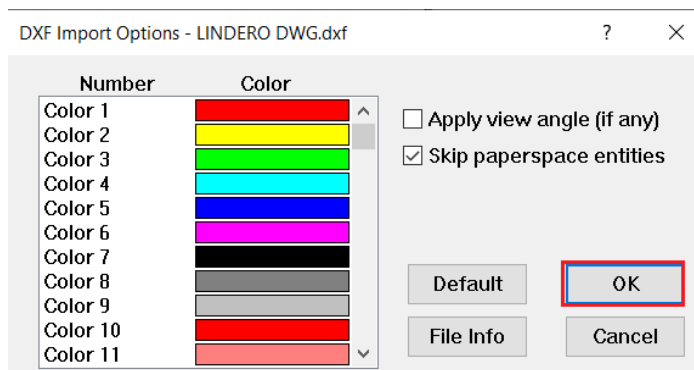 DXF Import Options - LINDERO DWG.dxf ? ×
Number Color
Color 1
Color 2
Color 3
Color 4
Color 5
Color 6
Color 7
Color 8
Color 9
Color 10
Color 11
Apply view angle (if any)
Skip paperspace entities
Default OK
File Info Cancel